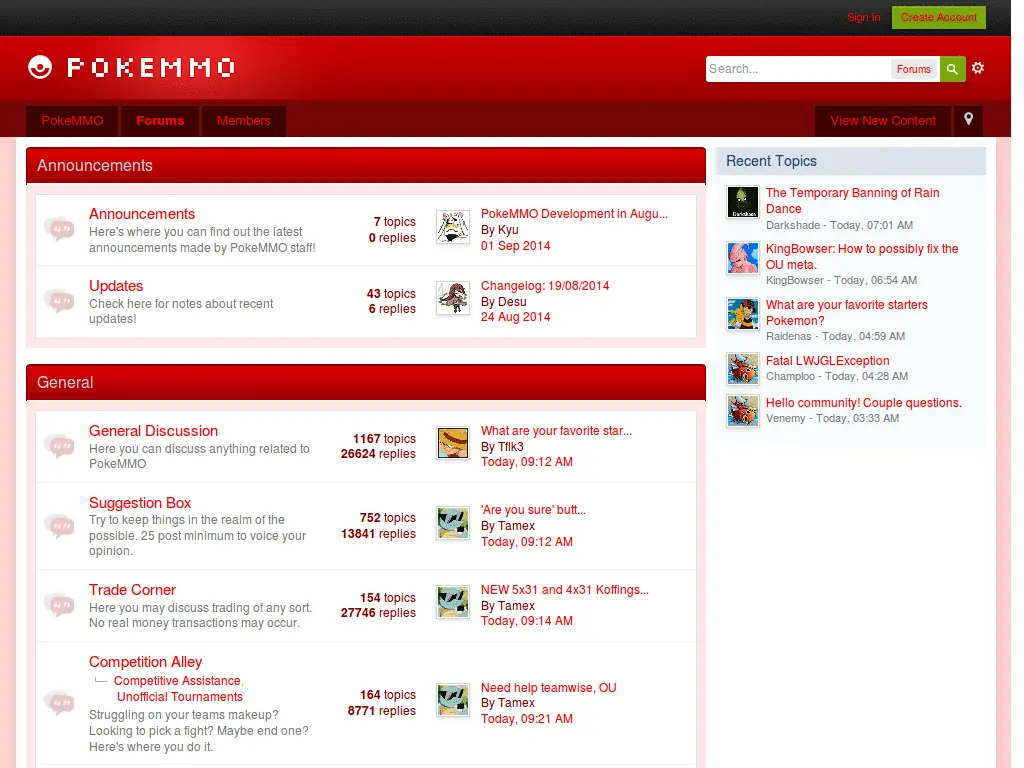 Sign In Create Account
POKEMMO
Search... Forums
PokeMMO Forums Members View New Content
Announcements
Announcements
Here's where you can find out the latest
announcements made by PokeMMO staff!
7 topics
0 replies
PokeMMO Development in Augu...
By Kyu
01 Sep 2014
Updates
Check here for notes about recent
updates!
43 topics
6 replies
Changelog: 19/08/2014
By Desu
24 Aug 2014
General
General Discussion
Here you can discuss anything related to
PokeMMO
1167 topics
26624 replies
What are your favorite star...
By Tflk3
Today, 09:12 AM
Suggestion Box
Try to keep things in the realm of the
possible. 25 post minimum to voice your
opinion.
752 topics
13841 replies
'Are you sure' butt...
By Tamex
Today, 09:12 AM
Trade Corner
Here you may discuss trading of any sort.
No real money transactions may occur.
154 topics
27746 replies
NEW 5x31 and 4x31 Koffings...
By Tamex
Today, 09:14 AM
Competition Alley
Competitive Assistance,
Unofficial Tournaments
Struggling on your teams makeup?
Looking to pick a fight? Maybe end one?
Here's where you do it.
164 topics
8771 replies
Need help teamwise, OU
By Tamex
Today, 09:21 AM
Recent Topics
Darkshade
The Temporary Banning of Rain
Dance
Darkshade - Today, 07:01 AM
KingBowser: How to possibly fix the
OU meta.
KingBowser - Today, 06:54 AM
What are your favorite starters
Pokemon?
Raidenas - Today, 04:59 AM
Fatal LWJGLException
Champloo - Today, 04:28 AM
Hello community! Couple questions.
Venemy - Today, 03:33 AM